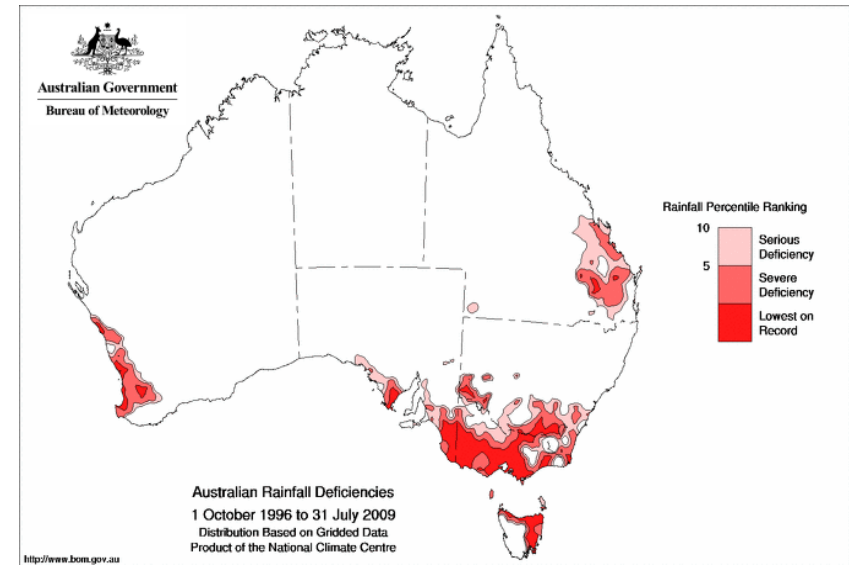 Australian Government
Bureau of Meteorology
Rainfall Percentile Ranking
10
Serious
Deficiency
5
Severe
Deficiency
Lowest on
Record
Australian Rainfall Deficiencies
1 October 1996 to 31 July 2009
Distribution Based on Gridded Data
Product of the National Climate Centre
http://www.bom.gov.au